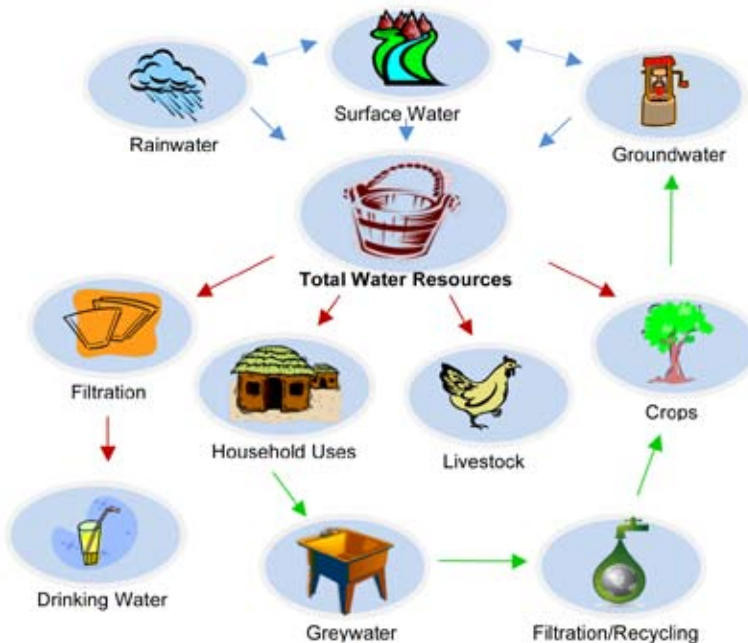 Rainwater
Surface Water
Groundwater
Total Water Resources
Filtration
Household Uses
Livestock
Crops
Drinking Water
Greywater
Filtration/Recycling